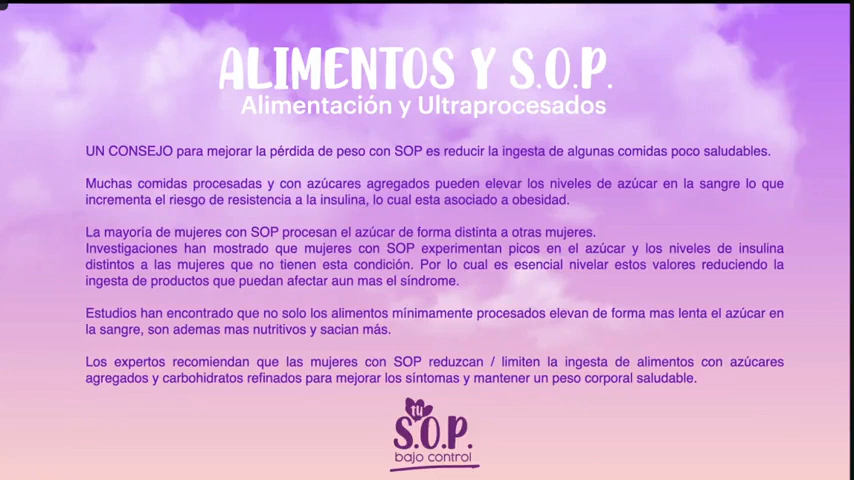 ALIMENTOS Y S.O.P.
Alimentación y Ultraprocesados
UN CONSEJO para mejorar la pérdida de peso con SOP es reducir la ingesta de algunas comidas poco saludables.
Muchas comidas procesadas y con azúcares agregados pueden elevar los niveles de azúcar en la sangre lo que
incrementa el riesgo de resistencia a la insulina, lo cual esta asociado a obesidad.
La mayoría de mujeres con SOP procesan el azúcar de forma distinta a otras mujeres.
Investigaciones han mostrado que mujeres con SOP experimentan picos en el azúcar y los niveles de insulina
distintos a las mujeres que no tienen esta condición. Por lo cual es esencial nivelar estos valores reduciendo la
ingesta de productos que puedan afectar aun mas el síndrome.
Estudios han encontrado que no solo los alimentos mínimamente procesados elevan de forma mas lenta el azúcar en
la sangre, son ademas mas nutritivos y sacian más.
Los expertos recomiendan que las mujeres con SOP reduzcan / limiten la ingesta de alimentos con azúcares
agregados y carbohidratos refinados para mejorar los síntomas y mantener un peso corporal saludable.
tu
S.O.P.
bajo control